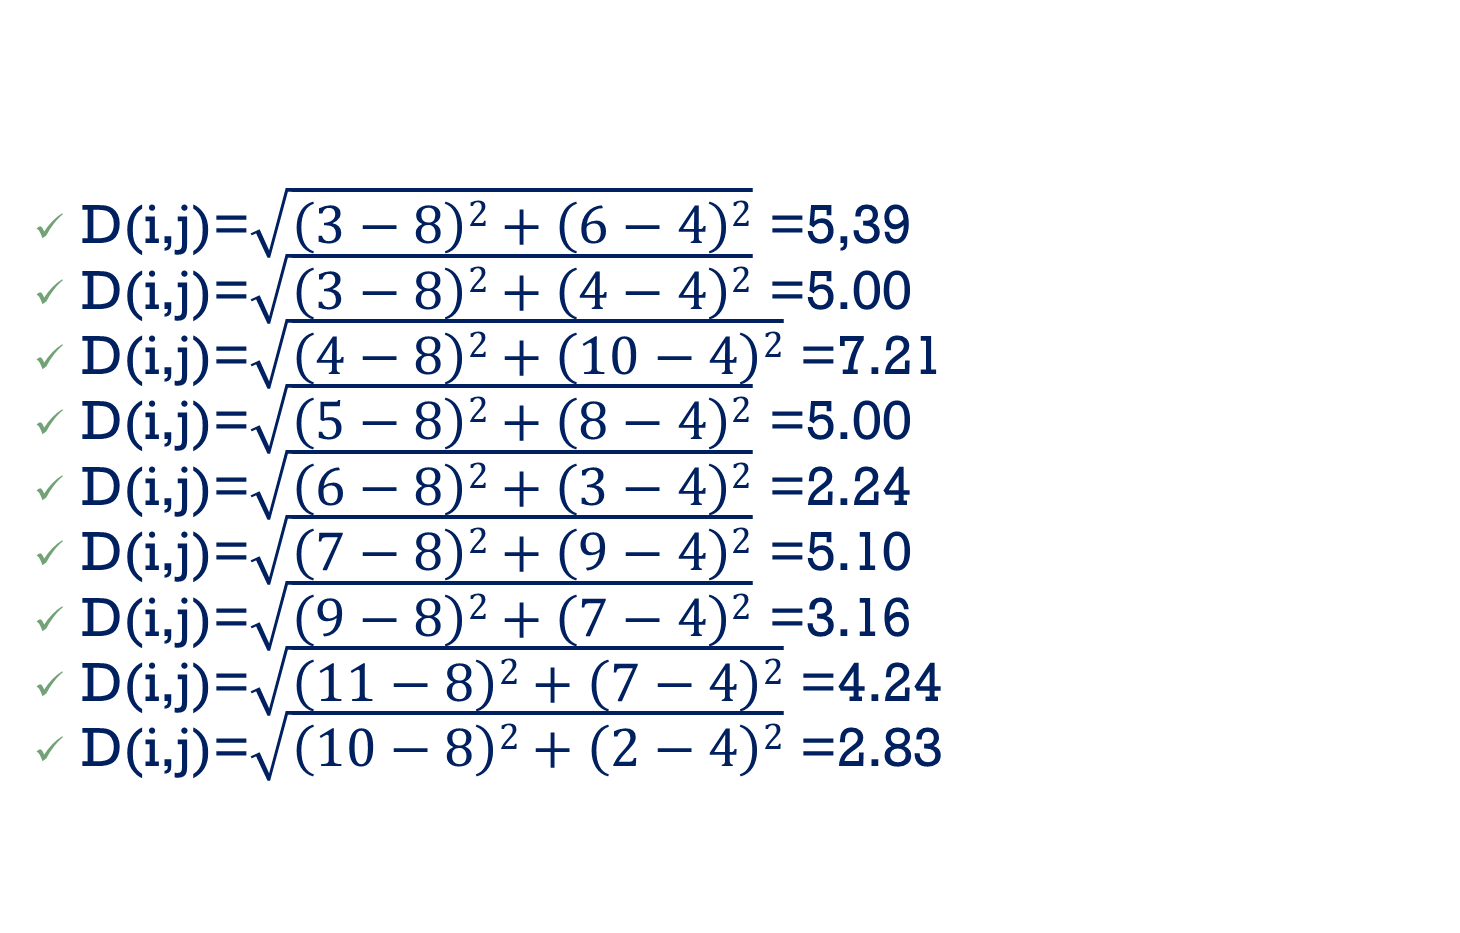 ✓ D(i,j)=√(3 − 8)² + (6 − 4)² =5,39
✓ D(i,j)=√(3 − 8)² + (4 − 4)² =5.00
✓ D(i,j)=√(4 − 8)² + (10 − 4)² =7.21
✓ D(i,j)=√(5 − 8)² + (8 − 4)² =5.00
✓ D(i,j)=√(6 − 8)² + (3 − 4)² =2.24
✓ D(i,j)=√(7 − 8)² + (9 − 4)² =5.10
✓ D(i,j)=√(9 − 8)² + (7 − 4)² =3.16
✓ D(i,j)=√(11 − 8)² + (7 − 4)² =4.24
✓ D(i,j)=√(10 − 8)² + (2 − 4)² =2.83